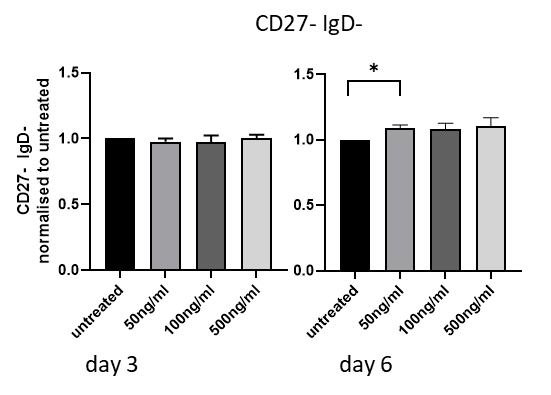 CD27- IgD-
CD27- IgD-
normalised to untreated
1.5
1.0
0.5
0.0
untreated
50ng/ml
100ng/ml
500ng/ml
day 3
*
1.5
1.0
0.5
0.0
untreated
50ng/ml
100ng/ml
500ng/ml
day 6